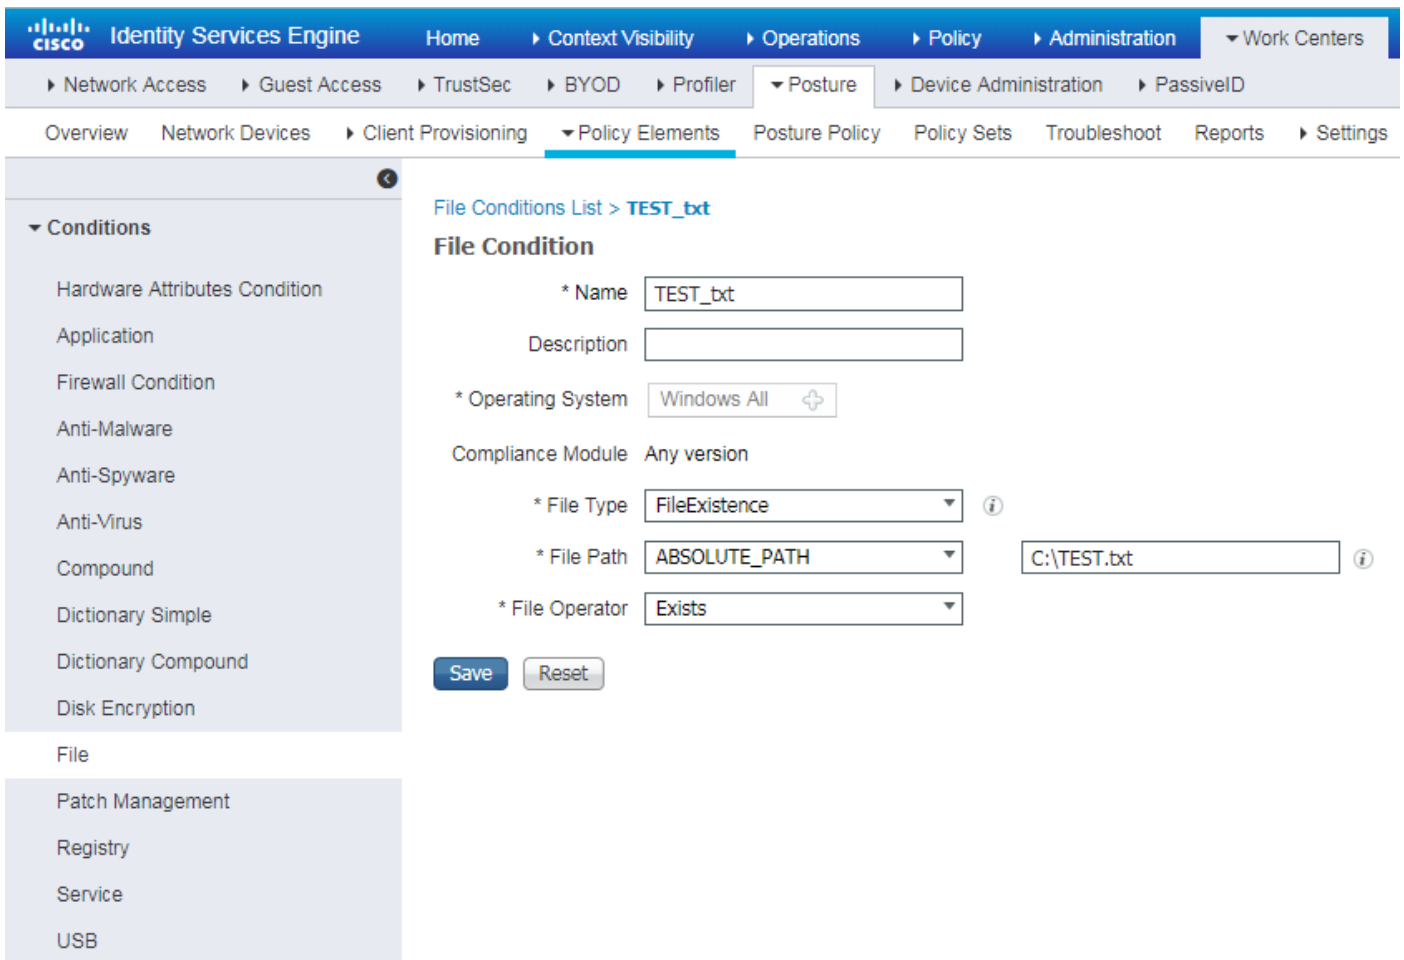 CISCO Identity Services Engine Home Context Visibility Operations Policy Administration Work Centers
Network Access Guest Access TrustSec BYOD Profiler Posture Device Administration PassiveID
Overview Network Devices Client Provisioning Policy Elements Posture Policy Policy Sets Troubleshoot Reports Settings
Conditions
Hardware Attributes Condition
Application
Firewall Condition
Anti-Malware
Anti-Spyware
Anti-Virus
Compound
Dictionary Simple
Dictionary Compound
Disk Encryption
File
Patch Management
Registry
Service
USB
File Conditions List > TEST_txt
File Condition
* Name TEST_txt
Description
* Operating System Windows All
Compliance Module Any version
* File Type FileExistence
* File Path ABSOLUTE_PATH C:\TEST.txt
* File Operator Exists
Save Reset